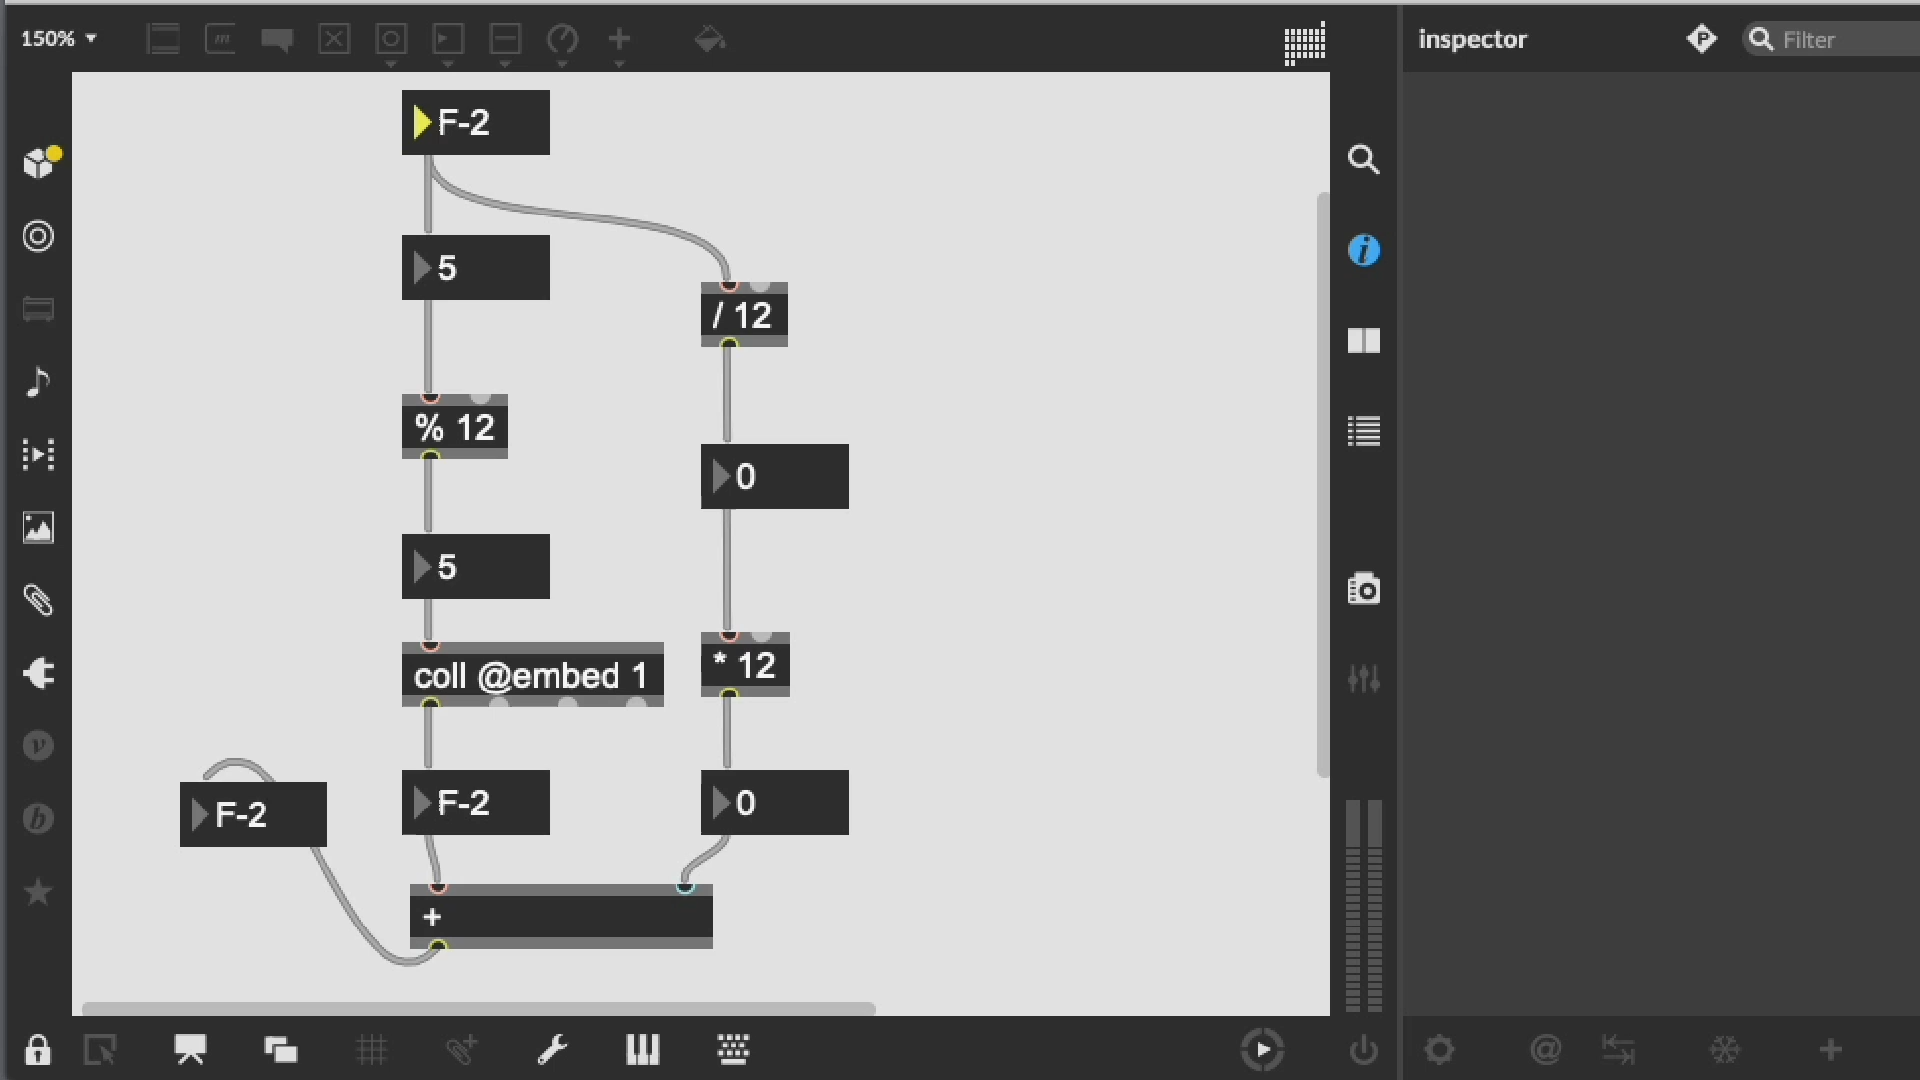 150%
inspector
Filter
F-2
5
/ 12
% 12
0
5
coll @embed 1
* 12
F-2
F-2
0
+